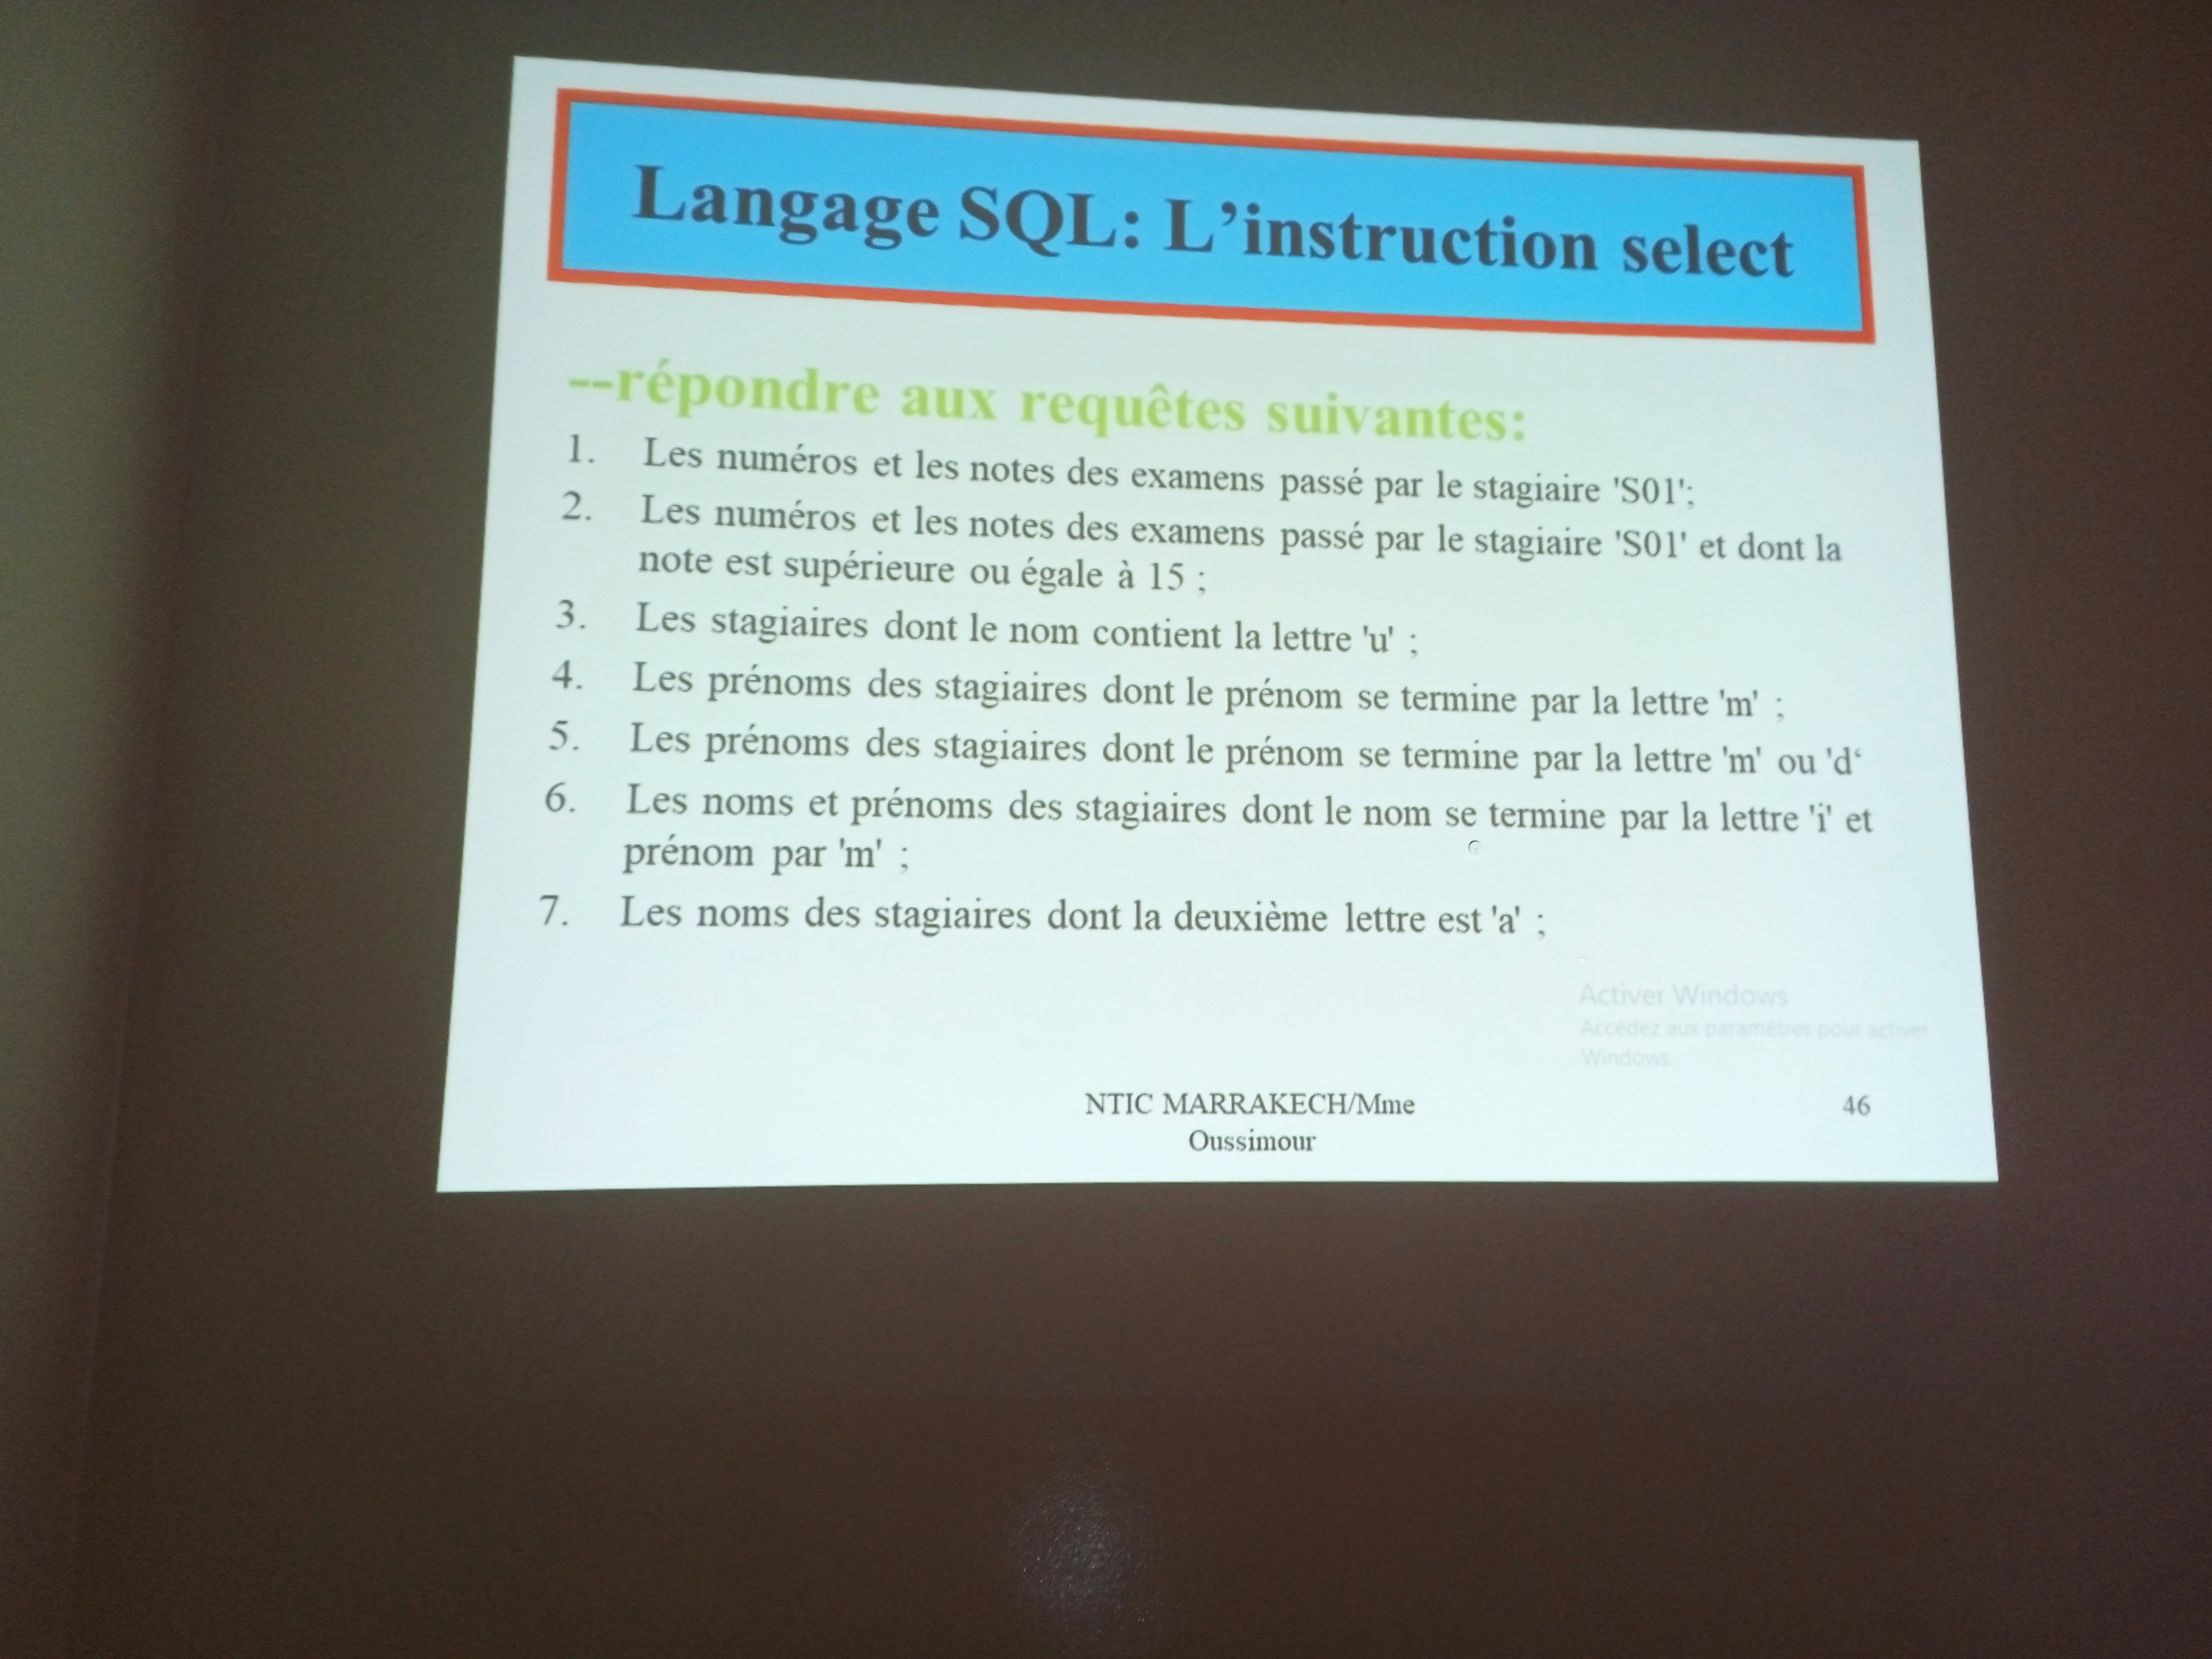 Langage SQL: L’instruction select
--répondre aux requêtes suivantes:
1. Les numéros et les notes des examens passé par le stagiaire 'S01';
2. Les numéros et les notes des examens passé par le stagiaire 'S01' et dont la
note est supérieure ou égale à 15 ;
3. Les stagiaires dont le nom contient la lettre 'u' ;
4. Les prénoms des stagiaires dont le prénom se termine par la lettre 'm' ;
5. Les prénoms des stagiaires dont le prénom se termine par la lettre 'm' ou 'd‘
6. Les noms et prénoms des stagiaires dont le nom se termine par la lettre 'i' et
prénom par 'm' ;
7. Les noms des stagiaires dont la deuxième lettre est 'a' ;
Activer Windows
Accédez aux paramètres pour activer
Windows.
NTIC MARRAKECH/Mme
Oussimour
46